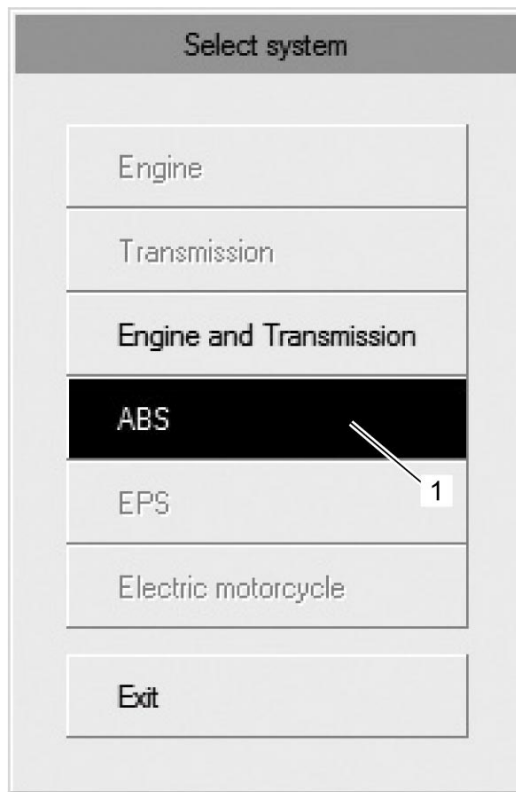 Select system
Engine
Transmission
Engine and Transmission
ABS
1
EPS
Electric motorcycle
Exit